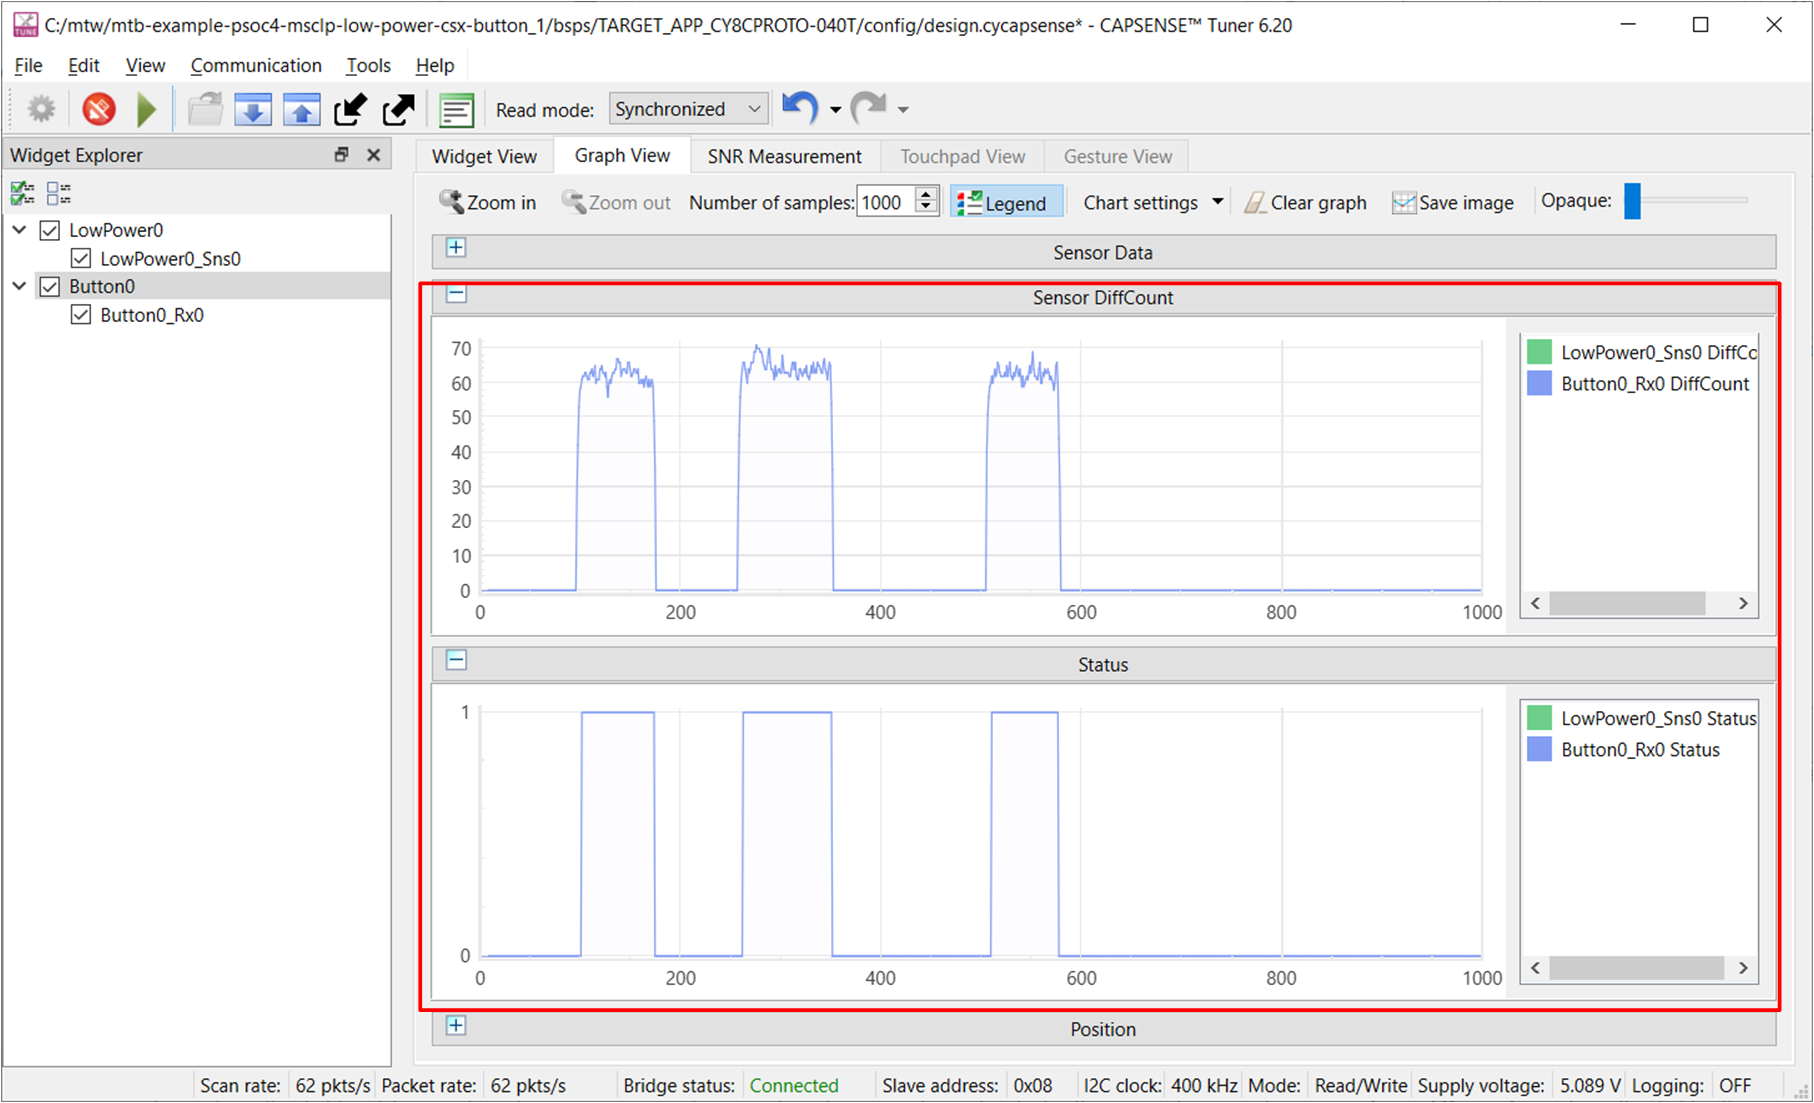 C:/mtw/mtb-example-psoc4-msclp-low-power-csx-button_1/bsps/TARGET_APP_CY8CPROTO-040T/config/design.cycapsense* - CAPSENSE™ Tuner 6.20
File Edit View Communication Tools Help
Read mode: Synchronized
Widget Explorer
Widget View Graph View SNR Measurement Touchpad View Gesture View
Zoom in Zoom out Number of samples: 1000 Legend Chart settings Clear graph Save image Opaque:
LowPower0
LowPower0_Sns0
Button0
Button0_Rx0
Sensor Data
Sensor DiffCount
70
60
50
40
30
20
10
0
0 200 400 600 800 1000
LowPower0_Sns0 DiffCo
Button0_Rx0 DiffCount
Status
1
0
0 200 400 600 800 1000
LowPower0_Sns0 Status
Button0_Rx0 Status
Position
Scan rate: 62 pkts/s Packet rate: 62 pkts/s Bridge status: Connected Slave address: 0x08 I2C clock: 400 kHz Mode: Read/Write Supply voltage: 5.089 V Logging: OFF